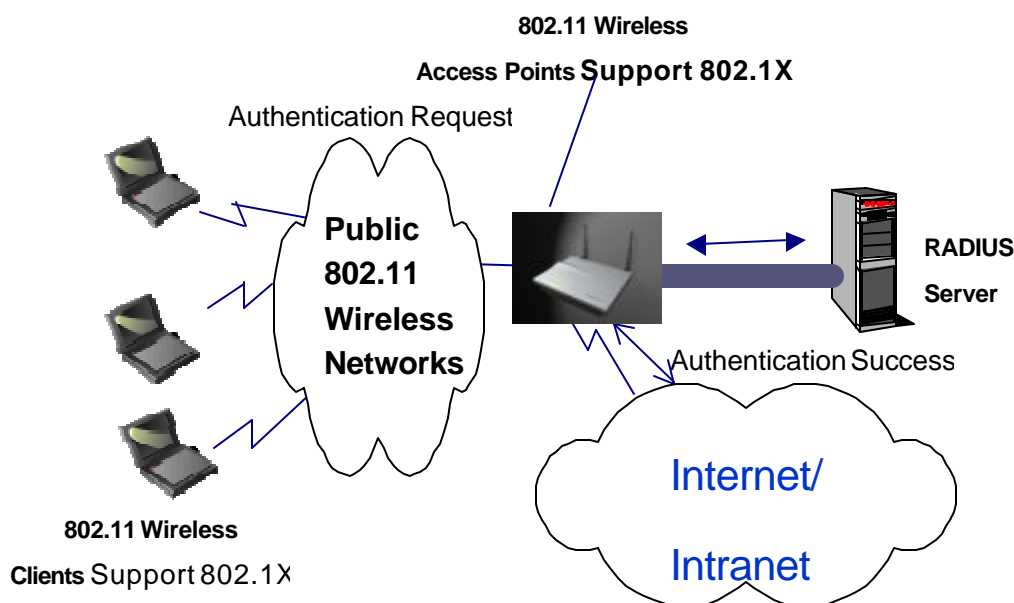 802.11 Wireless
Access Points Support 802.1X
Authentication Request
Public
802.11
Wireless
Networks
RADIUS
Server
Authentication Success
Internet/
Intranet
802.11 Wireless
Clients Support 802.1X